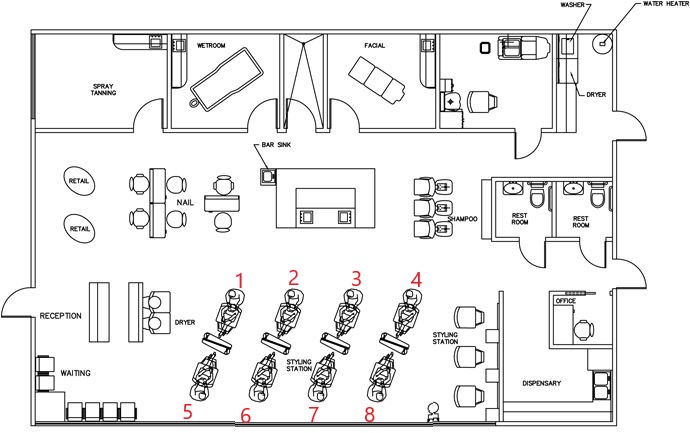 WASHER
WATER HEATER
WETROOM
FACIAL
SPRAY
TANNING
DRYER
BAR SINK
RETAIL
NAIL
RETAIL
SHAMPOO
REST
ROOM
REST
ROOM
1
2
3
4
OFFICE
RECEPTION
DRYER
STYLING
STATION
STYLING
STATION
WAITING
DISPENSARY
5
6
7
8